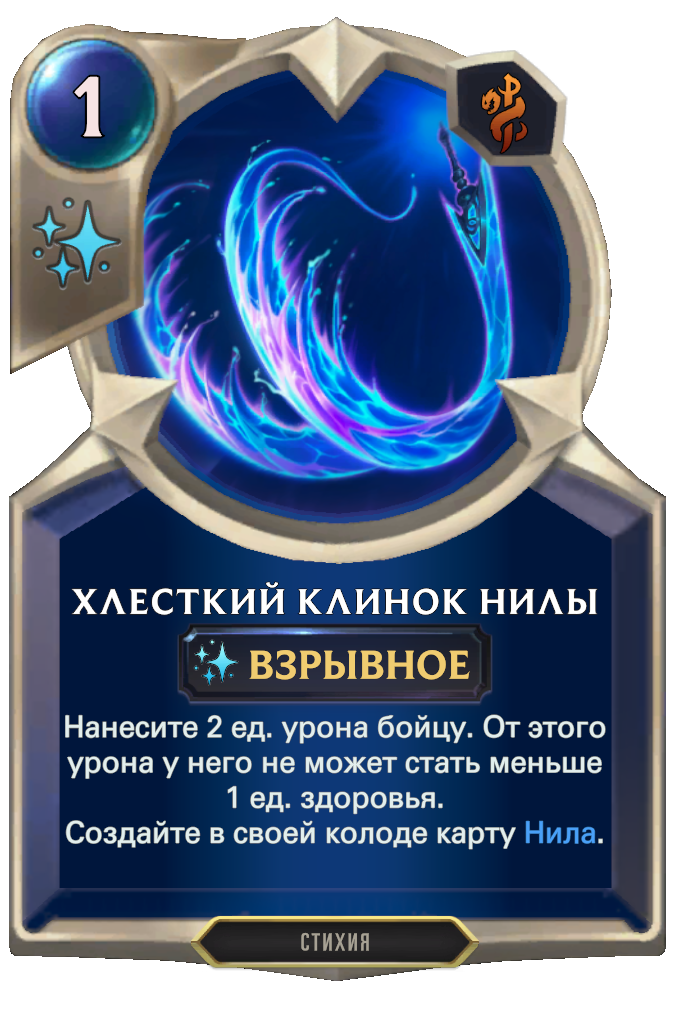 1
ХЛЕСТКИЙ КЛИНОК НИЛЫ
ВЗРЫВНОЕ
Нанесите 2 ед. урона бойцу. От этого
урона у него не может стать меньше
1 ед. здоровья.
Создайте в своей колоде карту Нила.
СТИХИЯ